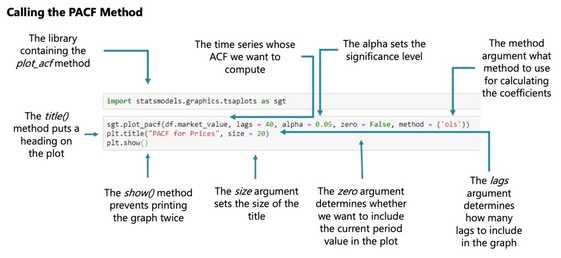 Calling the PACF Method
The library
containing the
plot_acf method
The time series whose
ACF we want to
compute
The alpha sets the
significance level
The method
argument what
method to use
for calculating
the coefficients
import statsmodels.graphics.tsaplots as sgt
The title()
method puts a
heading on
the plot
sgt.plot_pacf(df.market_value, lags = 40, alpha = 0.05, zero = False, method = ('ols'))
plt.title("PACF for Prices", size = 20)
plt.show()
The show() method
prevents printing
the graph twice
The size argument
sets the size of the
title
The zero argument
determines whether
we want to include
the current period
value in the plot
The lags
argument
determines
how many
lags to include
in the graph